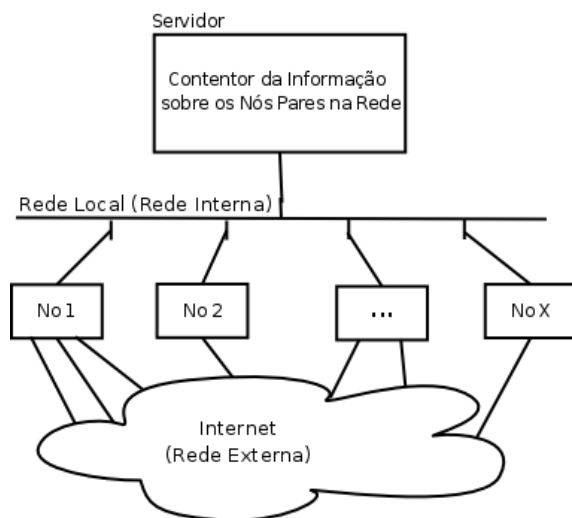 Servidor
Contentor da Informação
sobre os Nós Pares na Rede
Rede Local (Rede Interna)
No 1
No 2
...
No X
Internet
(Rede Externa)